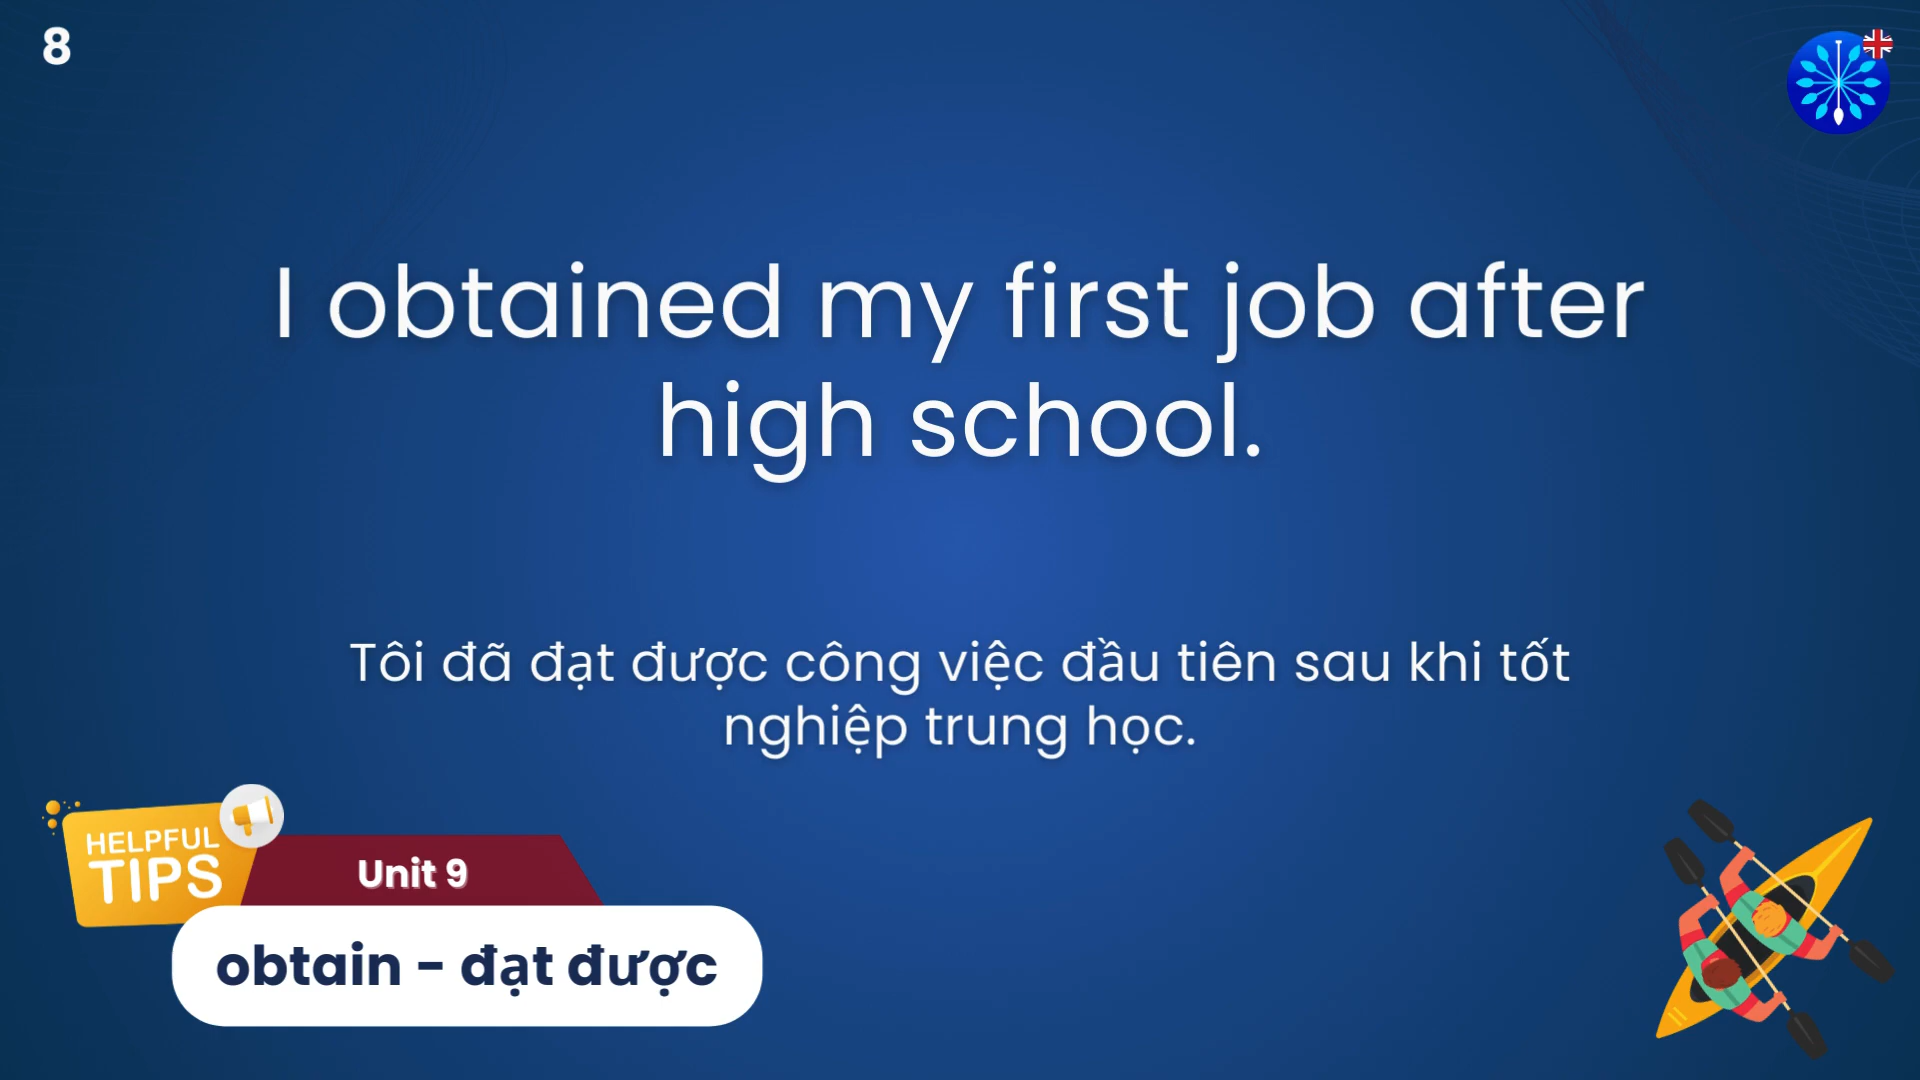 8
I obtained my first job after
high school.
Tôi đã đạt được công việc đầu tiên sau khi tốt
nghiệp trung học.
HELPFUL
TIPS
Unit 9
obtain - đạt được